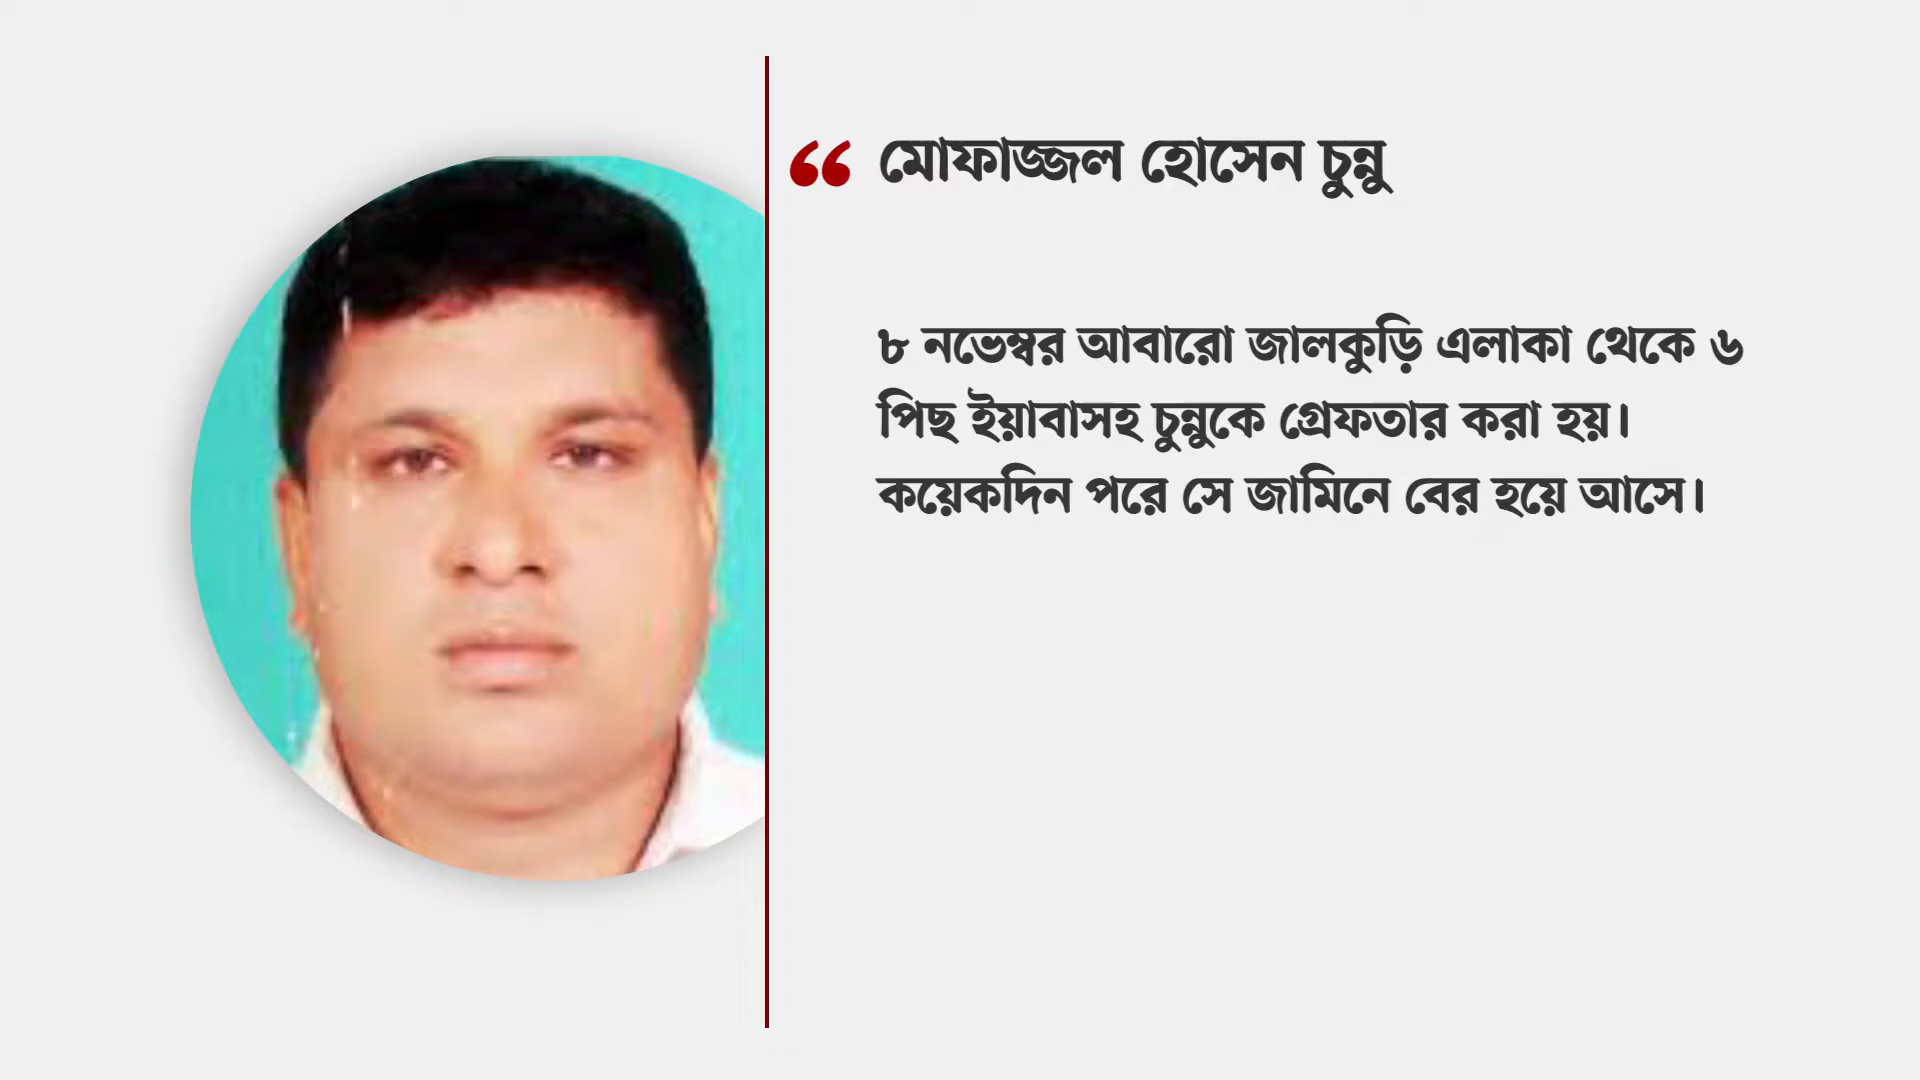 “ মোফাজ্জল হোসেন চুন্নু
৮ নভেম্বর আবারো জালকুড়ি এলাকা থেকে ৬
পিছ ইয়াবাসহ চুন্নুকে গ্রেফতার করা হয়।
কয়েকদিন পরে সে জামিনে বের হয়ে আসে।